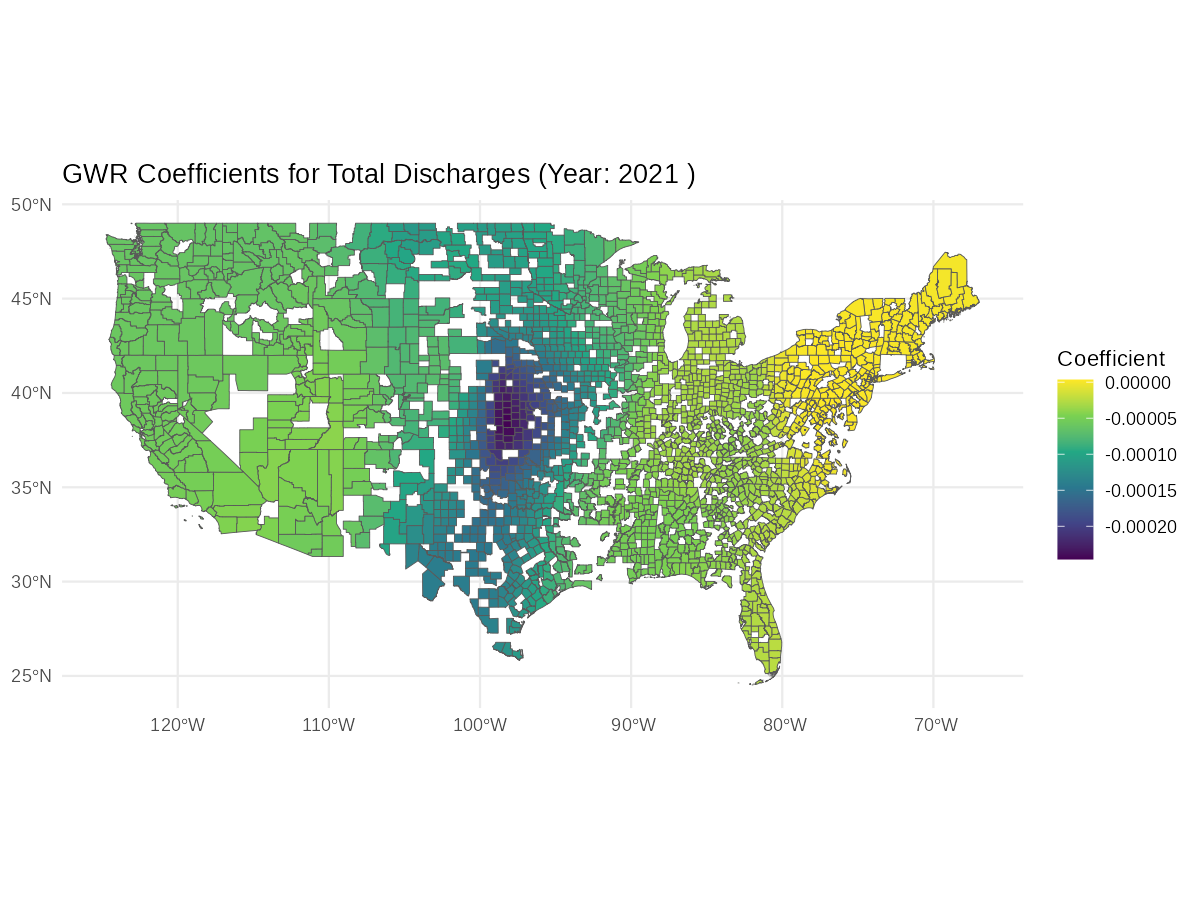 GWR Coefficients for Total Discharges (Year: 2021 )
50°N
45°N
40°N
35°N
30°N
25°N
120°W
110°W
100°W
90°W
80°W
70°W
Coefficient
0.00000
-0.00005
-0.00010
-0.00015
-0.00020